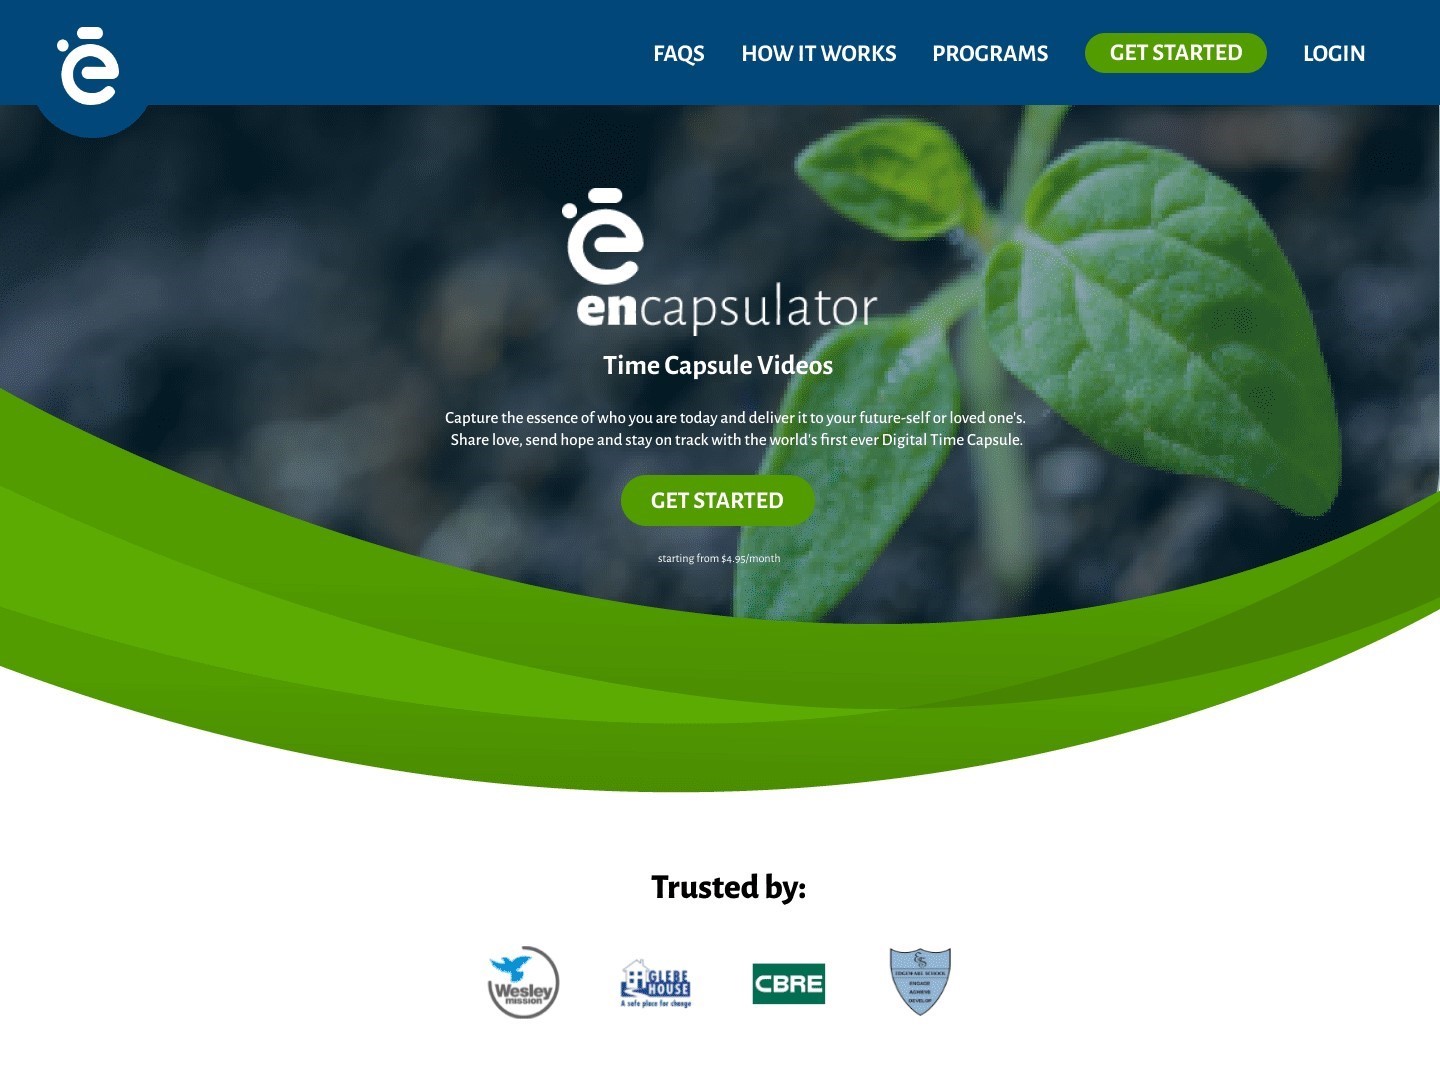 ë
FAQS
HOW IT WORKS
PROGRAMS
GET STARTED
LOGIN
ë
encapsulator
Time Capsule Videos
Capture the essence of who you are today and deliver it to your future-self or loved one's.
Share love, send hope and stay on track with the world's first ever Digital Time Capsule.
GET STARTED
starting from $4.95/month
Trusted by:
Wesley
mission
GLEBE
HOUSE
A safe place for change
CBRE
ES
EDGEWARE SCHOOL
ENGAGE
ACHIEVE
DEVELOP